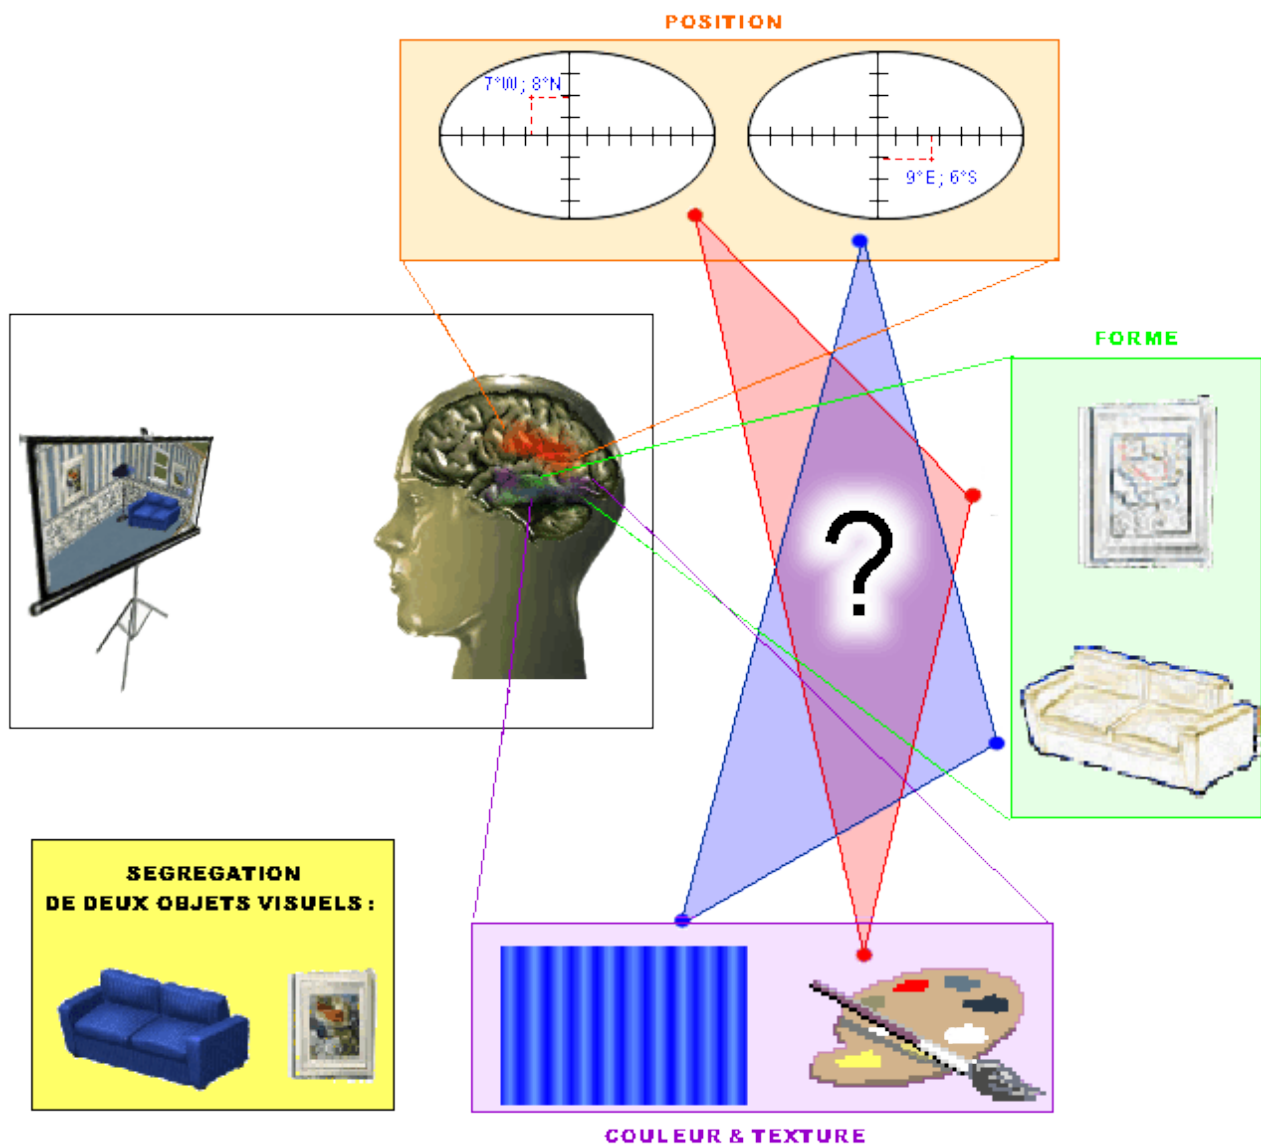 POSITION
7°W; 8°N
9°E; 6°S
FORME
?
SEGREGATION
DE DEUX OBJETS VISUELS :
COULEUR & TEXTURE